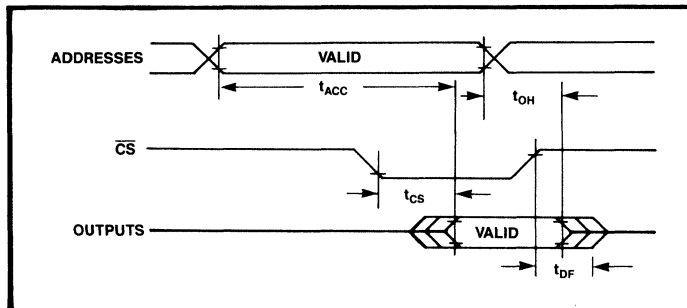 ADDRESSES
VALID
tACC
tOH
CS
tCS
OUTPUTS
VALID
tDF